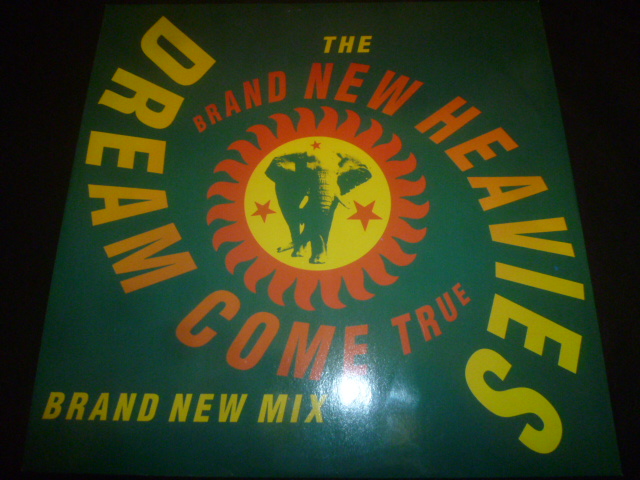 THE
BRAND NEW HEAVIES
DREAM COME TRUE
BRAND NEW MIX